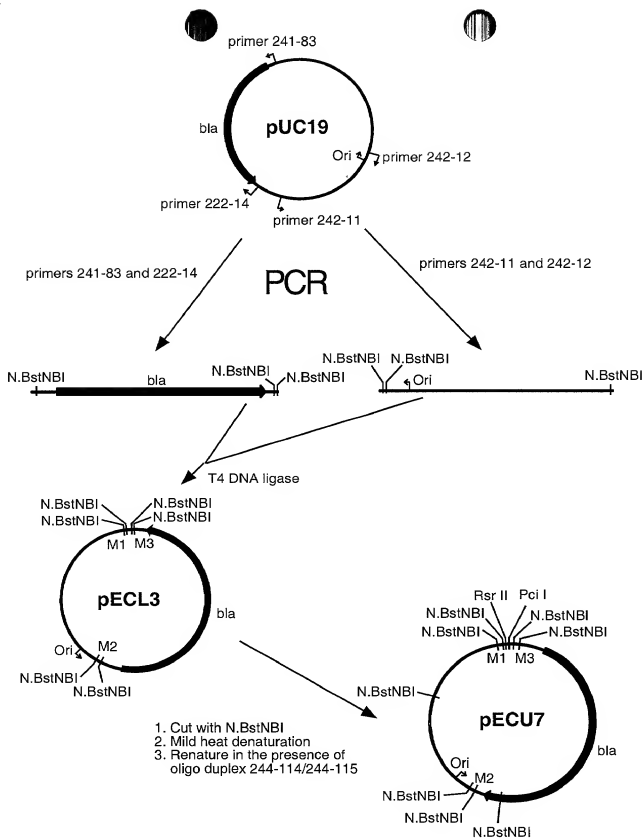 primer 241-83
bla
pUC19
Ori
primer 242-12
primer 222-14
primer 242-11
primers 241-83 and 222-14
PCR
primers 242-11 and 242-12
N.BstNBI
bla
N.BstNBI
N.BstNBI
N.BstNBI
N.BstNBI
Ori
N.BstNBI
T4 DNA ligase
N.BstNBI
N.BstNBI
N.BstNBI
N.BstNBI
M1
M3
pECL3
bla
Ori
M2
N.BstNBI
N.BstNBI
1. Cut with N.BstNBI
2. Mild heat denaturation
3. Renature in the presence of
oligo duplex 244-114/244-115
Rsr II
Pci I
N.BstNBI
N.BstNBI
N.BstNBI
N.BstNBI
M1
M3
N.BstNBI
pECU7
bla
Ori
M2
N.BstNBI
N.BstNBI
N.BstNBI